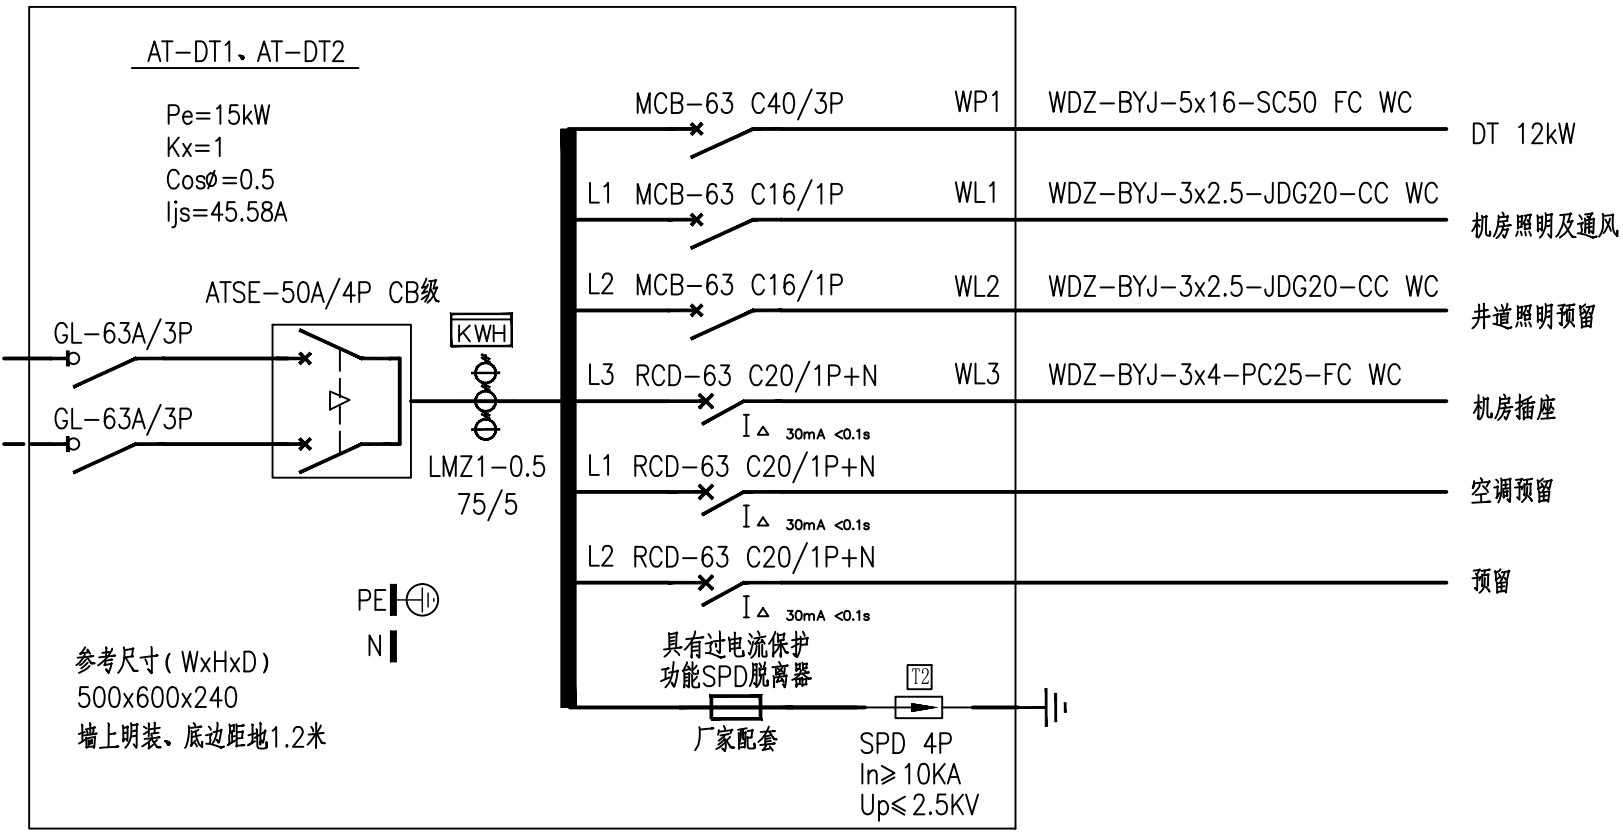 AT-DT1、AT-DT2
Pe=15kW
Kx=1
CosØ=0.5
Ijs=45.58A
ATSE-50A/4P CB级
GL-63A/3P
GL-63A/3P
KWH
LMZ1-0.5
75/5
PE
N
参考尺寸(WxHxD)
500x600x240
墙上明装、底边距地1.2米
MCB-63 C40/3P WP1 WDZ-BYJ-5x16-SC50 FC WC
DT 12kW
L1 MCB-63 C16/1P WL1 WDZ-BYJ-3x2.5-JDG20-CC WC
机房照明及通风
L2 MCB-63 C16/1P WL2 WDZ-BYJ-3x2.5-JDG20-CC WC
井道照明预留
L3 RCD-63 C20/1P+N WL3 WDZ-BYJ-3x4-PC25-FC WC
机房插座
I△ 30mA <0.1s
L1 RCD-63 C20/1P+N
空调预留
I△ 30mA <0.1s
L2 RCD-63 C20/1P+N
预留
I△ 30mA <0.1s
具有过电流保护
功能SPD脱离器
厂家配套
T2
SPD 4P
In≥10KA
Up≤2.5KV